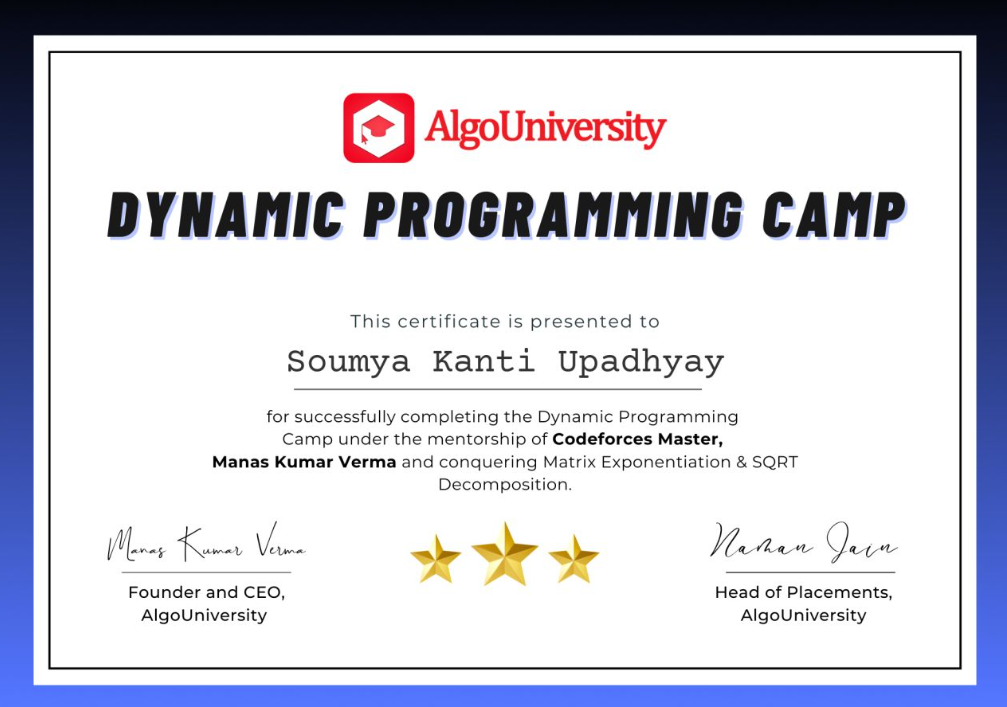 AlgoUniversity
DYNAMIC PROGRAMMING CAMP
This certificate is presented to
Soumya Kanti Upadhyay
for successfully completing the Dynamic Programming
Camp under the mentorship of Codeforces Master,
Manas Kumar Verma and conquering Matrix Exponentiation & SQRT
Decomposition.
Manas Kumar Verma
Founder and CEO,
AlgoUniversity
Naman Jain
Head of Placements,
AlgoUniversity